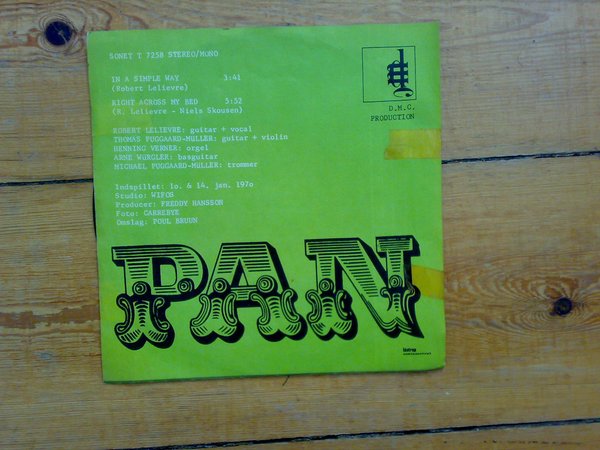 SONET T 7258 STEREO/MONO
IN A SIMPLE WAY 3:41
(Robert Lelievre)
RIGHT ACROSS MY BED 5:52
(R. Lelievre - Niels Skousen)
ROBERT LELIEVRE: guitar + vocal
THOMAS PUGGAARD-MüLLER: guitar + violin
HENNING VERNER: orgel
ARNE WüRGLER: basguitar
MICHAEL PUGGAARD-MüLLER: trommer
Indspillet: lo. & 14. jan. 197o
Studio: WIFOS
Producer: FREDDY HANSSON
Foto: GARREBYE
Omslag: POUL BRUUN
D.M.C.
PRODUCTION
PAN